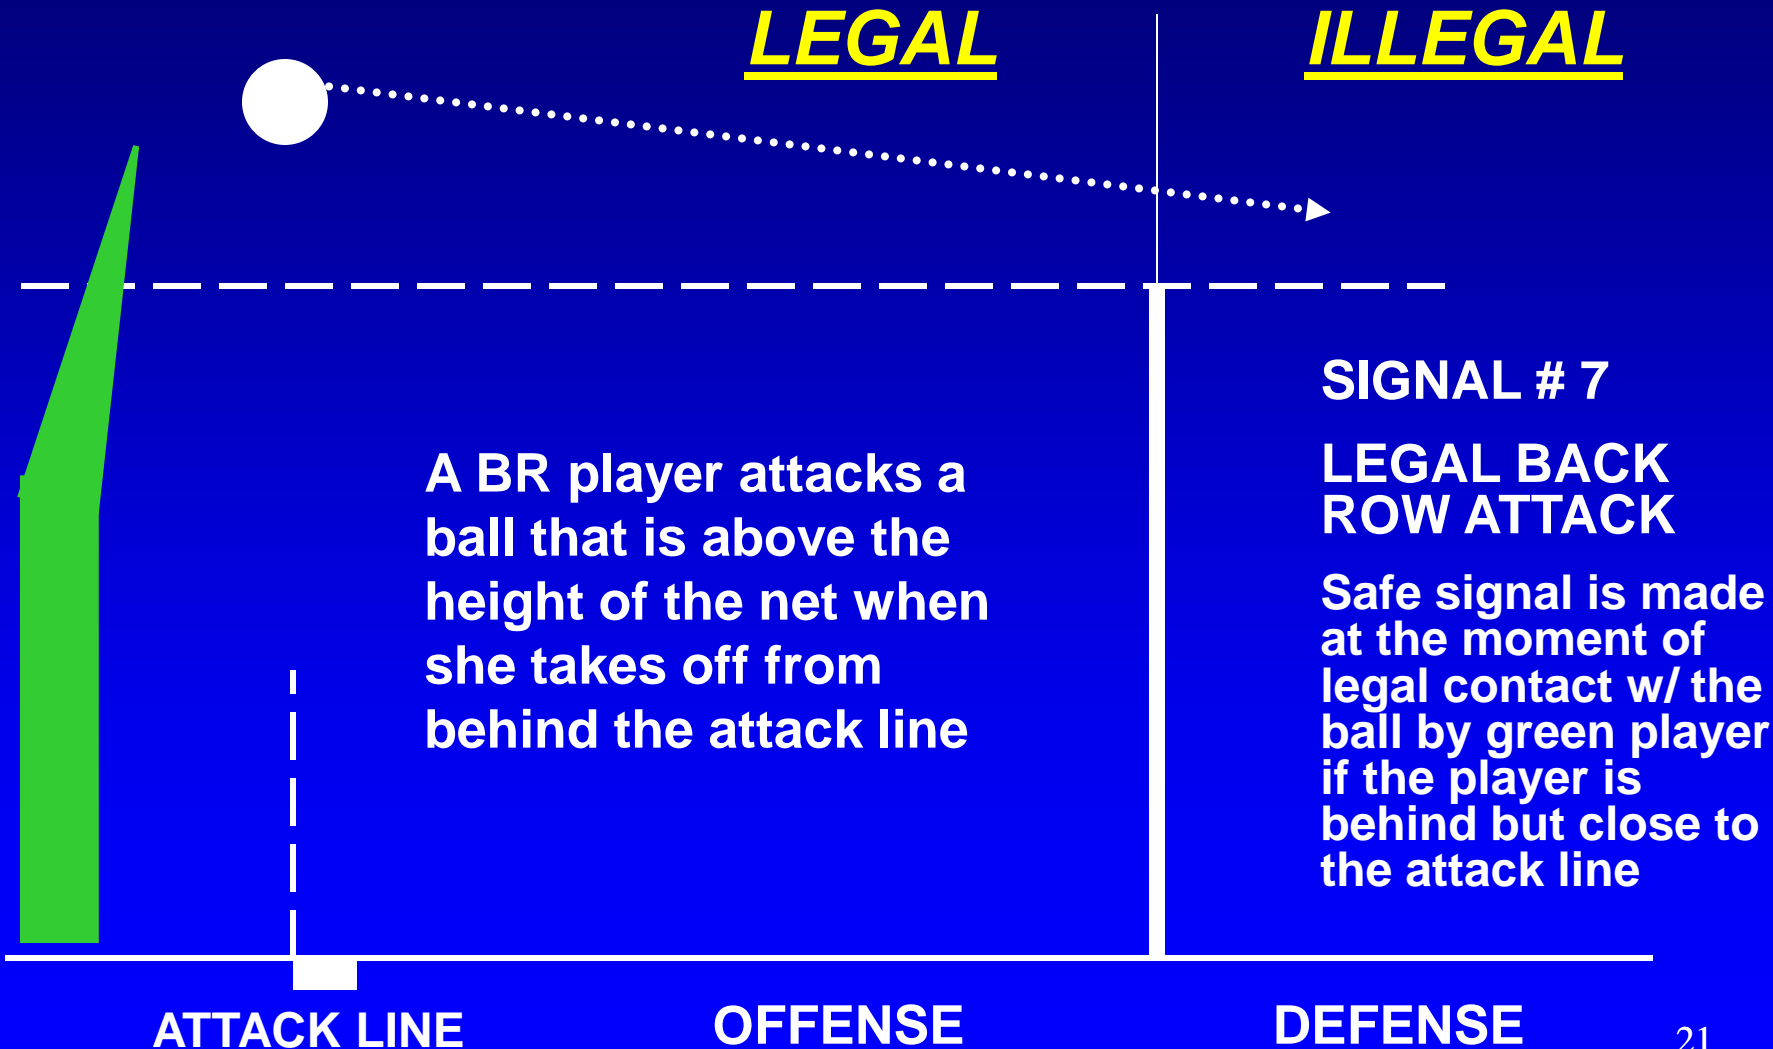 LEGAL
ILLEGAL
A BR player attacks a
ball that is above the
height of the net when
she takes off from
behind the attack line
SIGNAL # 7
LEGAL BACK
ROW ATTACK
Safe signal is made
at the moment of
legal contact w/ the
ball by green player
if the player is
behind but close to
the attack line
ATTACK LINE
OFFENSE
DEFENSE
21